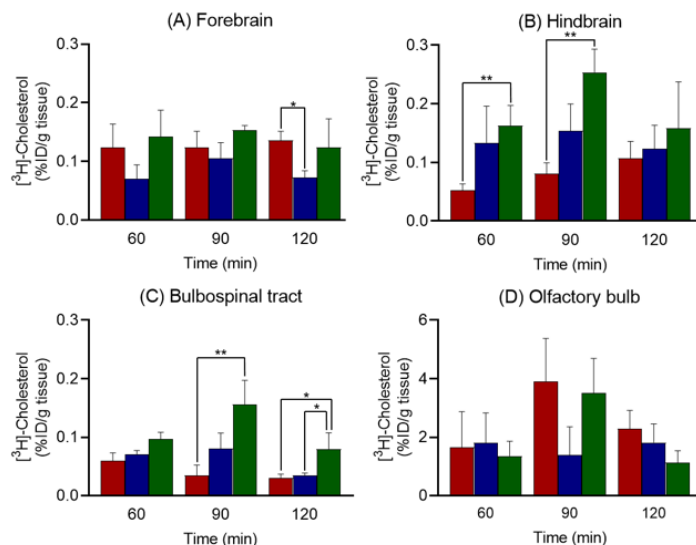 (A) Forebrain
[³H]-Cholesterol
(%ID/g tissue)
0.3
0.2
0.1
0.0
*
60 90 120
Time (min)
(B) Hindbrain
[³H]-Cholesterol
(%ID/g tissue)
0.3
0.2
0.1
0.0
**
**
60 90 120
Time (min)
(C) Bulbospinal tract
[³H]-Cholesterol
(%ID/g tissue)
0.3
0.2
0.1
0.0
**
*
*
60 90 120
Time (min)
(D) Olfactory bulb
[³H]-Cholesterol
(%ID/g tissue)
6
4
2
0
60 90 120
Time (min)